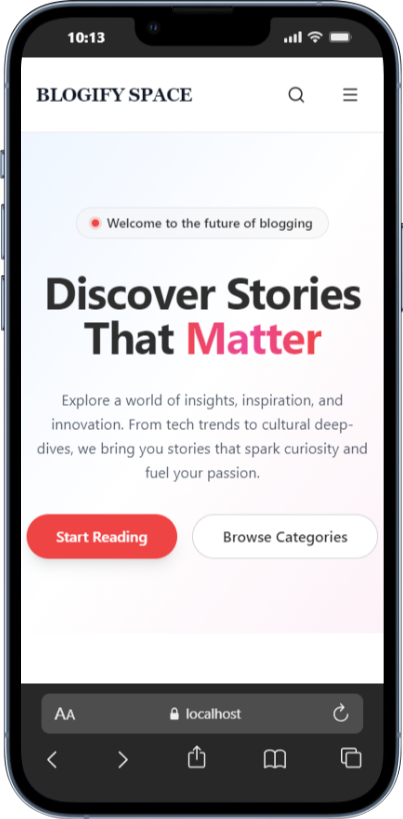 10:13
BLOGIFY SPACE
Welcome to the future of blogging
Discover Stories
That Matter
Explore a world of insights, inspiration, and
innovation. From tech trends to cultural deep-
dives, we bring you stories that spark curiosity and
fuel your passion.
Start Reading
Browse Categories
AA
localhost